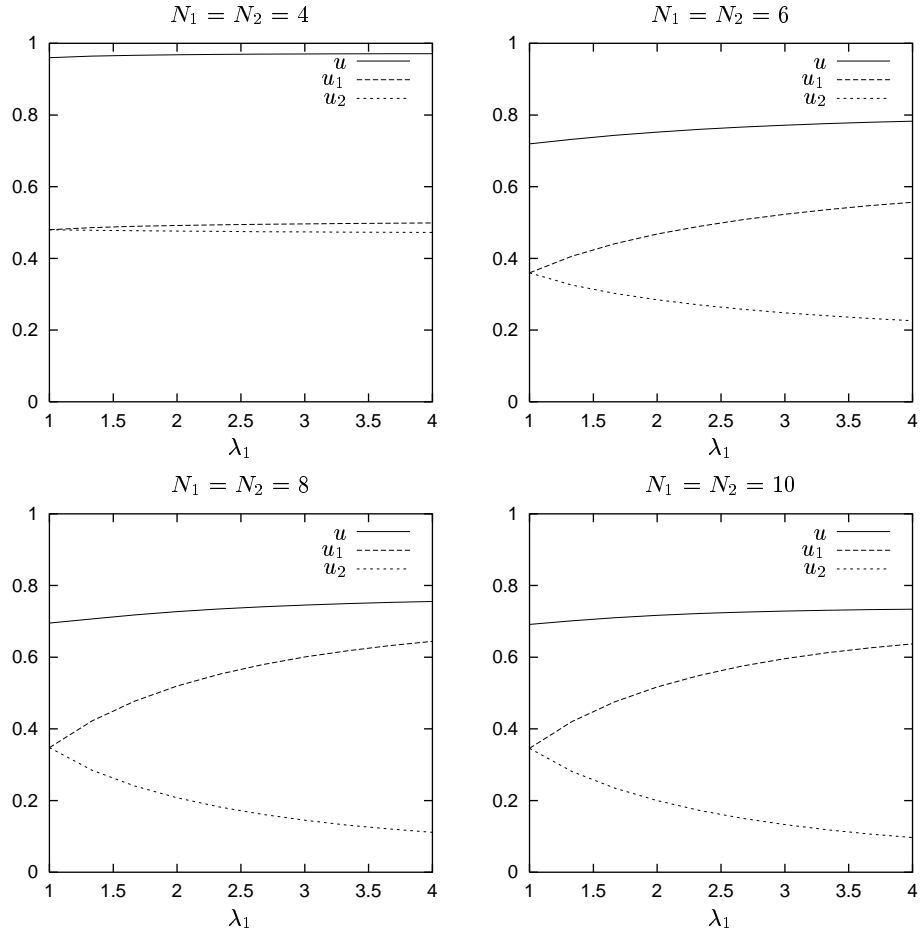 N₁ = N₂ = 4
1
0.8
0.6
0.4
0.2
0
u
u₁
u₂
1 1.5 2 2.5 3 3.5 4
λ₁
N₁ = N₂ = 6
1
0.8
0.6
0.4
0.2
0
u
u₁
u₂
1 1.5 2 2.5 3 3.5 4
λ₁
N₁ = N₂ = 8
1
0.8
0.6
0.4
0.2
0
u
u₁
u₂
1 1.5 2 2.5 3 3.5 4
λ₁
N₁ = N₂ = 10
1
0.8
0.6
0.4
0.2
0
u
u₁
u₂
1 1.5 2 2.5 3 3.5 4
λ₁